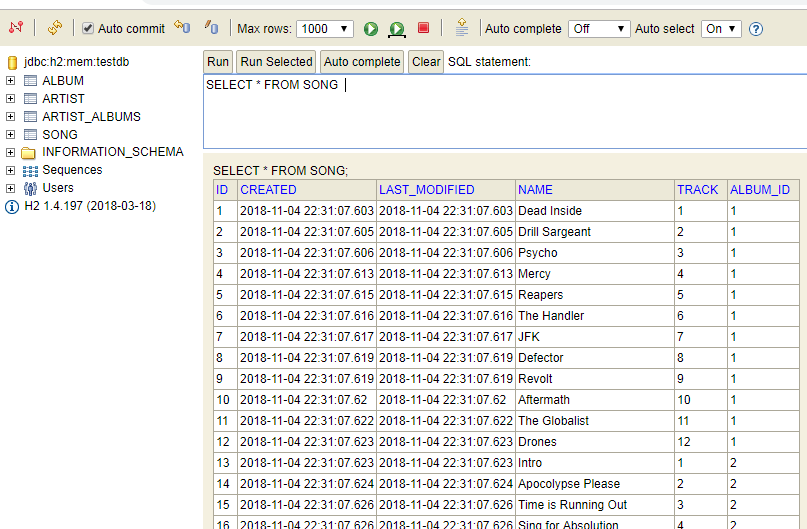 Auto commit Max rows: 1000 Auto complete Off Auto select On ?
jdbc:h2:mem:testdb
ALBUM
ARTIST
ARTIST_ALBUMS
SONG
INFORMATION_SCHEMA
Sequences
Users
H2 1.4.197 (2018-03-18)
Run Run Selected Auto complete Clear SQL statement:
SELECT * FROM SONG
SELECT * FROM SONG;
ID CREATED LAST_MODIFIED NAME TRACK ALBUM_ID
1 2018-11-04 22:31:07.603 2018-11-04 22:31:07.603 Dead Inside 1 1
2 2018-11-04 22:31:07.605 2018-11-04 22:31:07.605 Drill Sargeant 2 1
3 2018-11-04 22:31:07.606 2018-11-04 22:31:07.606 Psycho 3 1
4 2018-11-04 22:31:07.613 2018-11-04 22:31:07.613 Mercy 4 1
5 2018-11-04 22:31:07.615 2018-11-04 22:31:07.615 Reapers 5 1
6 2018-11-04 22:31:07.616 2018-11-04 22:31:07.616 The Handler 6 1
7 2018-11-04 22:31:07.617 2018-11-04 22:31:07.617 JFK 7 1
8 2018-11-04 22:31:07.619 2018-11-04 22:31:07.619 Defector 8 1
9 2018-11-04 22:31:07.619 2018-11-04 22:31:07.619 Revolt 9 1
10 2018-11-04 22:31:07.62 2018-11-04 22:31:07.62 Aftermath 10 1
11 2018-11-04 22:31:07.622 2018-11-04 22:31:07.622 The Globalist 11 1
12 2018-11-04 22:31:07.623 2018-11-04 22:31:07.623 Drones 12 1
13 2018-11-04 22:31:07.623 2018-11-04 22:31:07.623 Intro 1 2
14 2018-11-04 22:31:07.624 2018-11-04 22:31:07.624 Apocolypse Please 2 2
15 2018-11-04 22:31:07.626 2018-11-04 22:31:07.626 Time is Running Out 3 2
16 2018-11-04 22:31:07.626 2018-11-04 22:31:07.626 Sing for Absolution 4 2